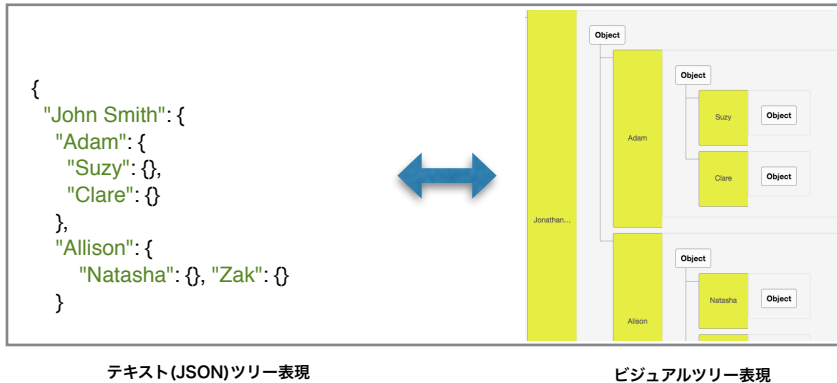 {
"John Smith": {
"Adam": {
"Suzy": {},
"Clare": {}
},
"Allison": {
"Natasha": {}, "Zak": {}
}
Object
Object
Suzy
Object
Adam
Clare
Object
Jonathan...
Object
Natasha
Object
Alison
テキスト(JSON)ツリー表現
ビジュアルツリー表現